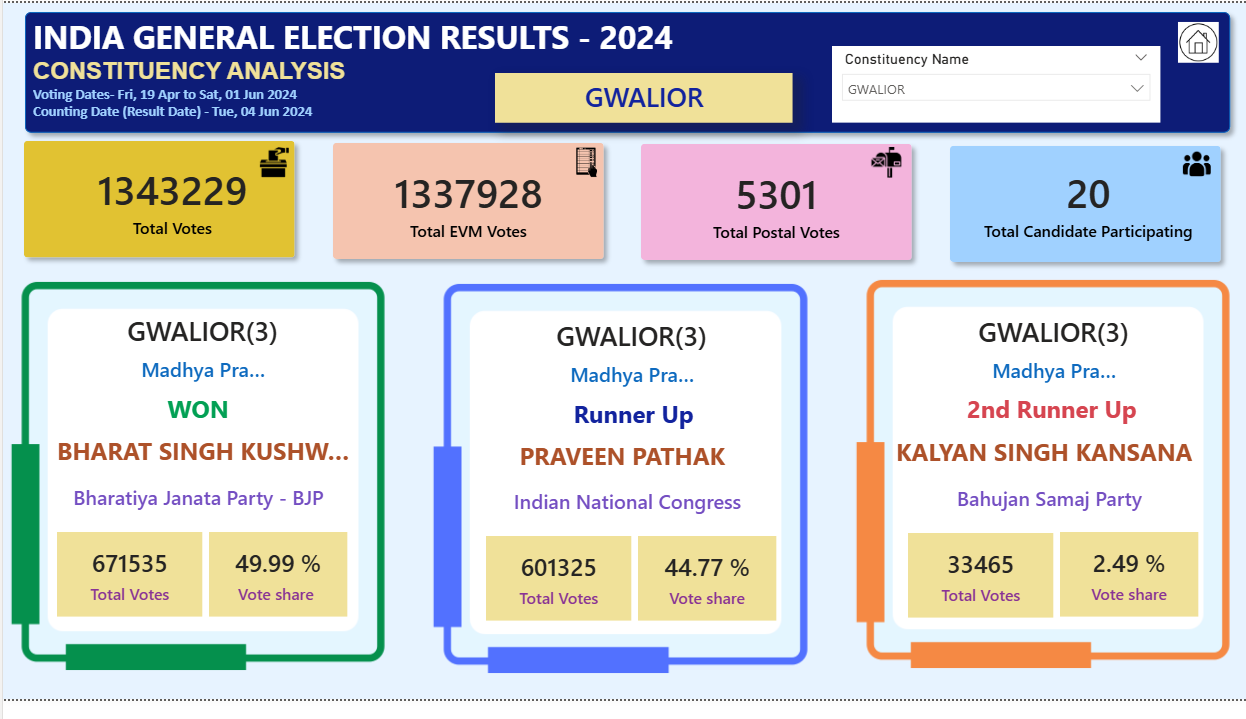 INDIA GENERAL ELECTION RESULTS - 2024
CONSTITUENCY ANALYSIS
Voting Dates- Fri, 19 Apr to Sat, 01 Jun 2024
Counting Date (Result Date) - Tue, 04 Jun 2024
GWALIOR
Constituency Name
GWALIOR
1343229
Total Votes
1337928
Total EVM Votes
5301
Total Postal Votes
20
Total Candidate Participating
GWALIOR(3)
Madhya Pra...
WON
BHARAT SINGH KUSHW...
Bharatiya Janata Party - BJP
671535
Total Votes
49.99 %
Vote share
GWALIOR(3)
Madhya Pra...
Runner Up
PRAVEEN PATHAK
Indian National Congress
601325
Total Votes
44.77 %
Vote share
GWALIOR(3)
Madhya Pra...
2nd Runner Up
KALYAN SINGH KANSANA
Bahujan Samaj Party
33465
Total Votes
2.49 %
Vote share